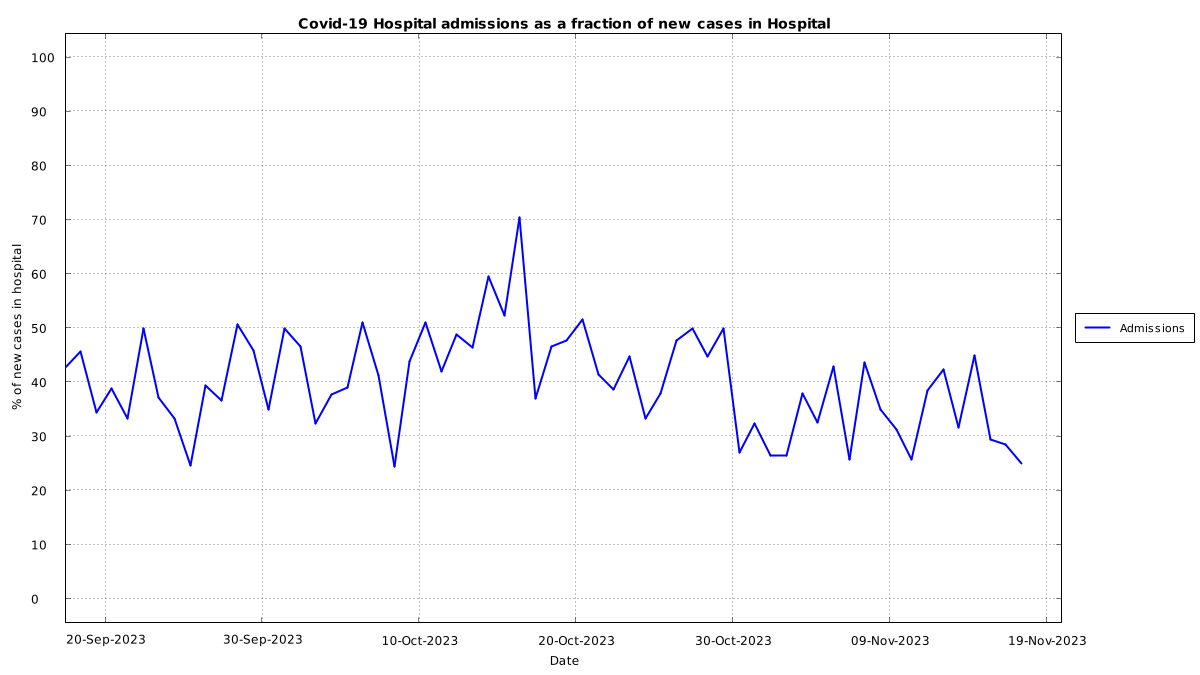 Covid-19 Hospital admissions as a fraction of new cases in Hospital
100
90
80
70
60
50
40
30
20
10
0
% of new cases in hospital
20-Sep-2023
30-Sep-2023
10-Oct-2023
20-Oct-2023
30-Oct-2023
09-Nov-2023
19-Nov-2023
Date
Admissions